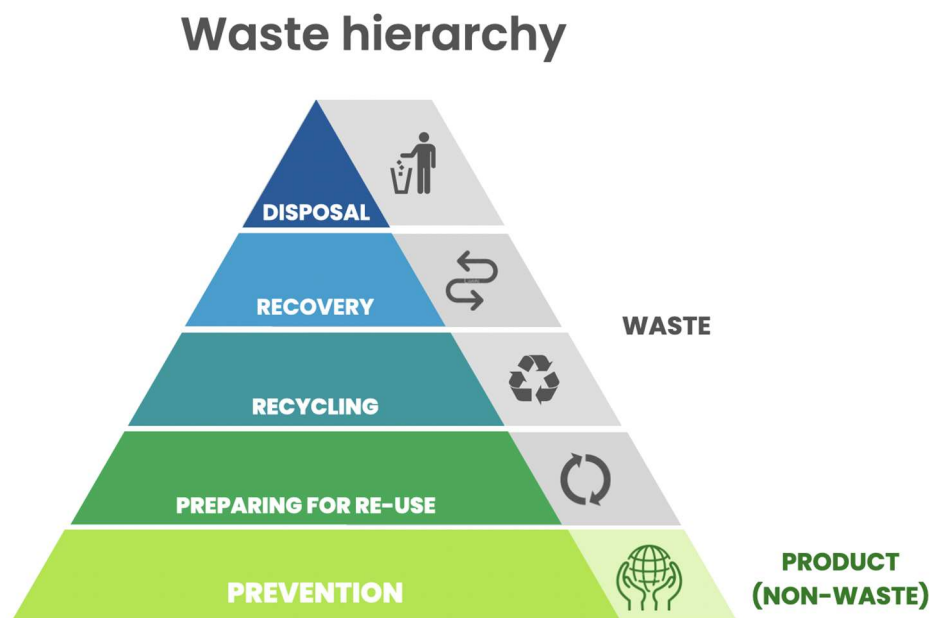 Waste hierarchy
DISPOSAL
RECOVERY
WASTE
RECYCLING
PREPARING FOR RE-USE
PREVENTION
PRODUCT
(NON-WASTE)